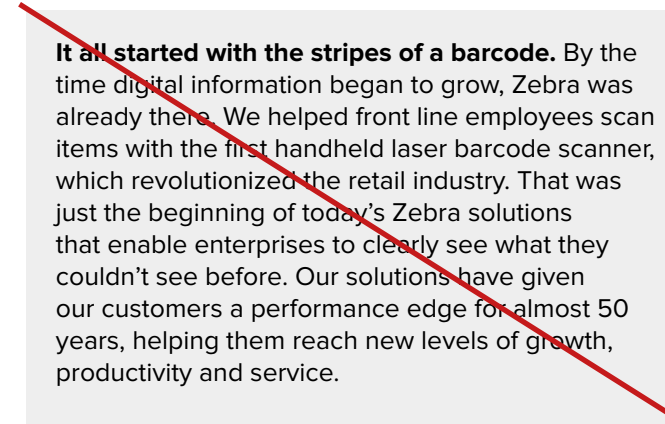 It all started with the stripes of a barcode. By the
time digital information began to grow, Zebra was
already there. We helped front line employees scan
items with the first handheld laser barcode scanner,
which revolutionized the retail industry. That was
just the beginning of today’s Zebra solutions
that enable enterprises to clearly see what they
couldn’t see before. Our solutions have given
our customers a performance edge for almost 50
years, helping them reach new levels of growth,
productivity and service.